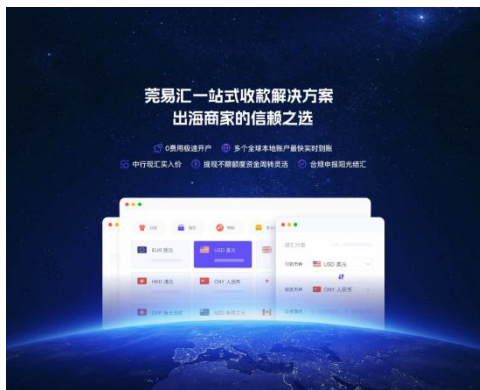 莞易汇一站式收款解决方案
出海商家的信赖之选
0费用极速开户 多个全球本地账户最快实时到账
中行现汇买入价 提现不限额度资金周转灵活 合规申报阳光结汇
EUR 欧元 USD 美元
付款币种 USD 美元
HKD 港元 CNY 人民币
CNY 人民币